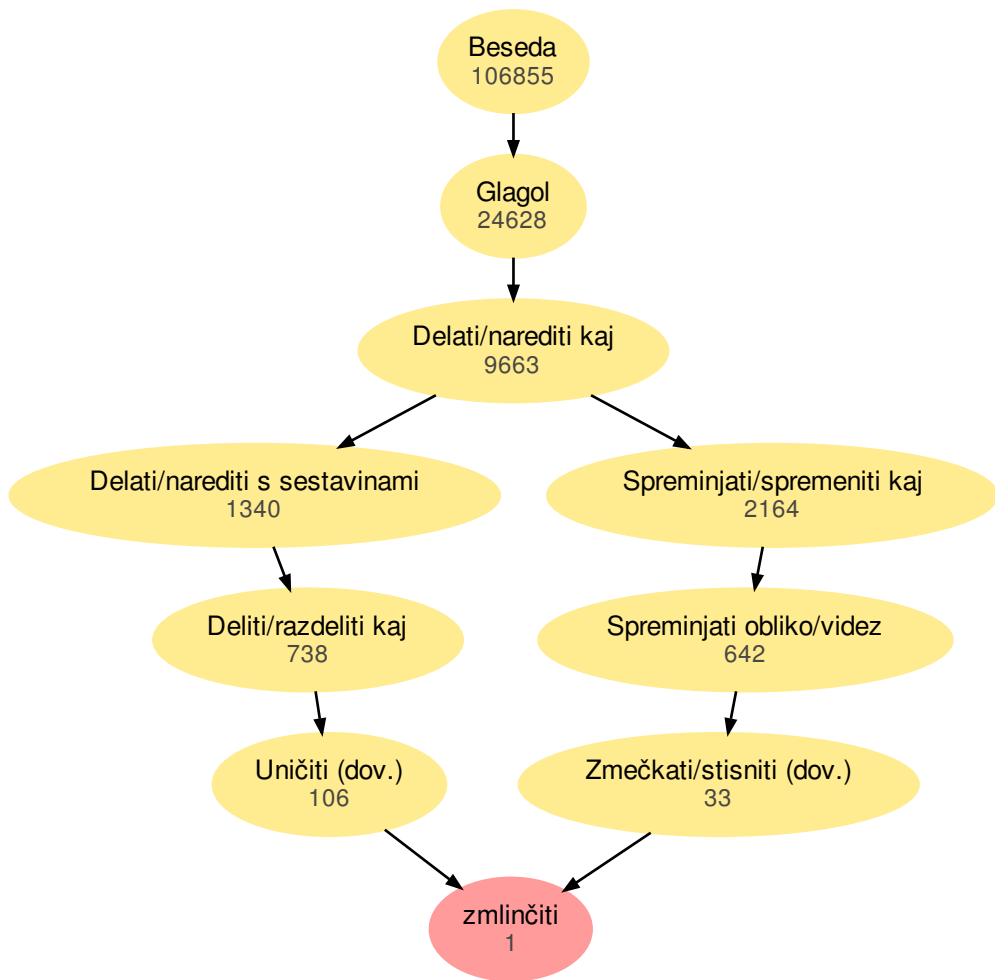 Beseda
106855
Glagol
24628
Delati/narediti kaj
9663
Delati/narediti s sestavinami
1340
Spreminjati/spremeniti kaj
2164
Deliti/razdeliti kaj
738
Spreminjati obliko/videz
642
Uničiti (dov.)
106
Zmečkati/stisniti (dov.)
33
zmlinčiti
1